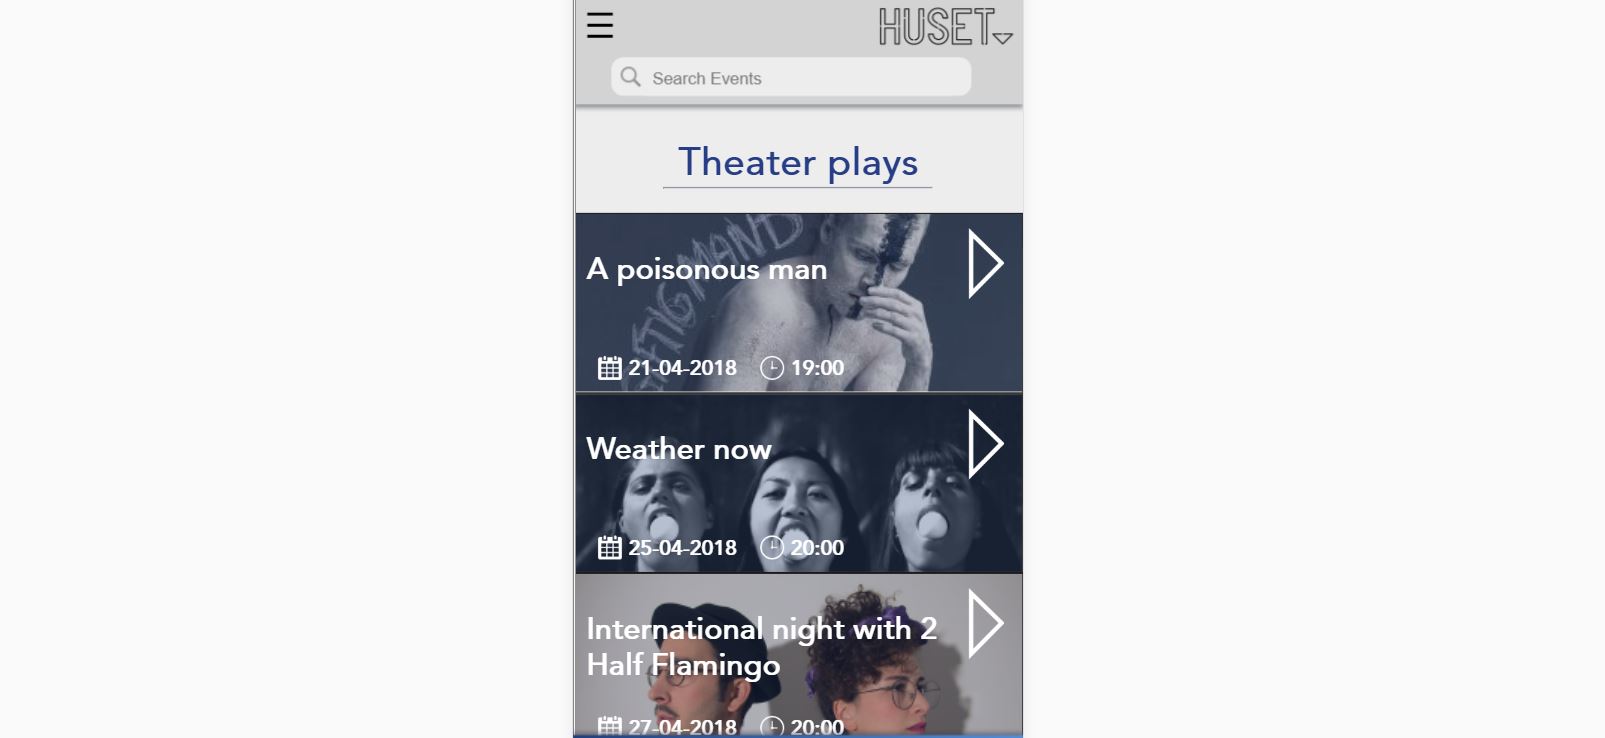 HUSET
Search Events
Theater plays
A poisonous man
21-04-2018 19:00
Weather now
25-04-2018 20:00
International night with 2
Half Flamingo
27-04-2018 20:00